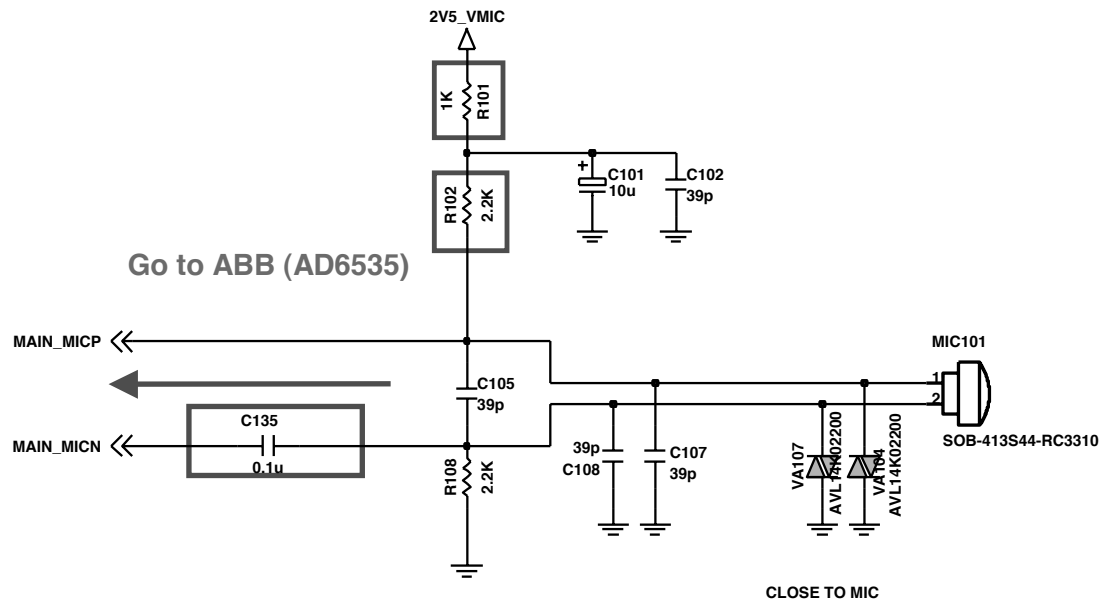 2V5_VMIC
1K
R101
C101
10u
C102
39p
R102
2.2K
Go to ABB (AD6535)
MAIN_MICP
MIC101
C105
39p
1
2
C135
MAIN_MICN
0.1u
SOB-413S44-RC3310
R108
2.2K
39p
C108
C107
39p
VA107
AVL14K02200
VA104
AVL14K02200
CLOSE TO MIC